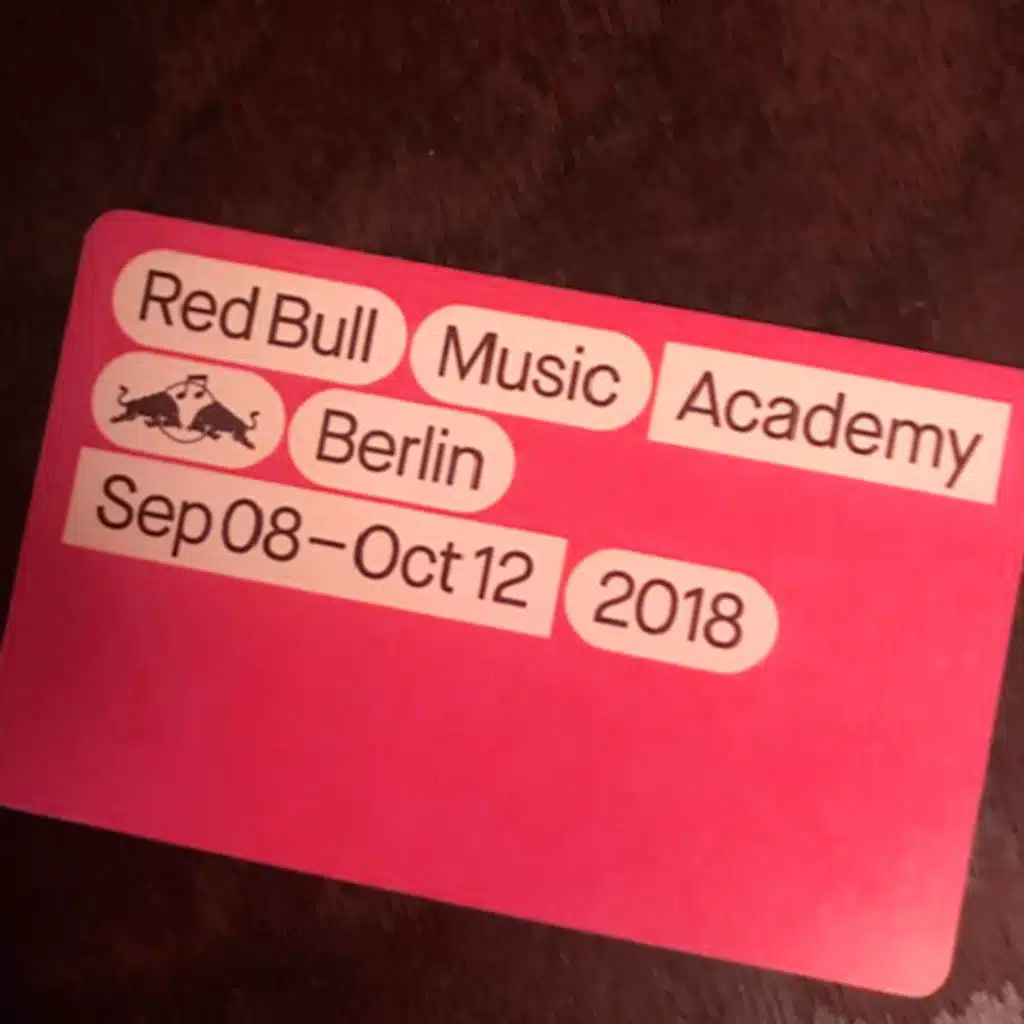 Red Bull Music Academy
Berlin
Sep 08–Oct 12 2018